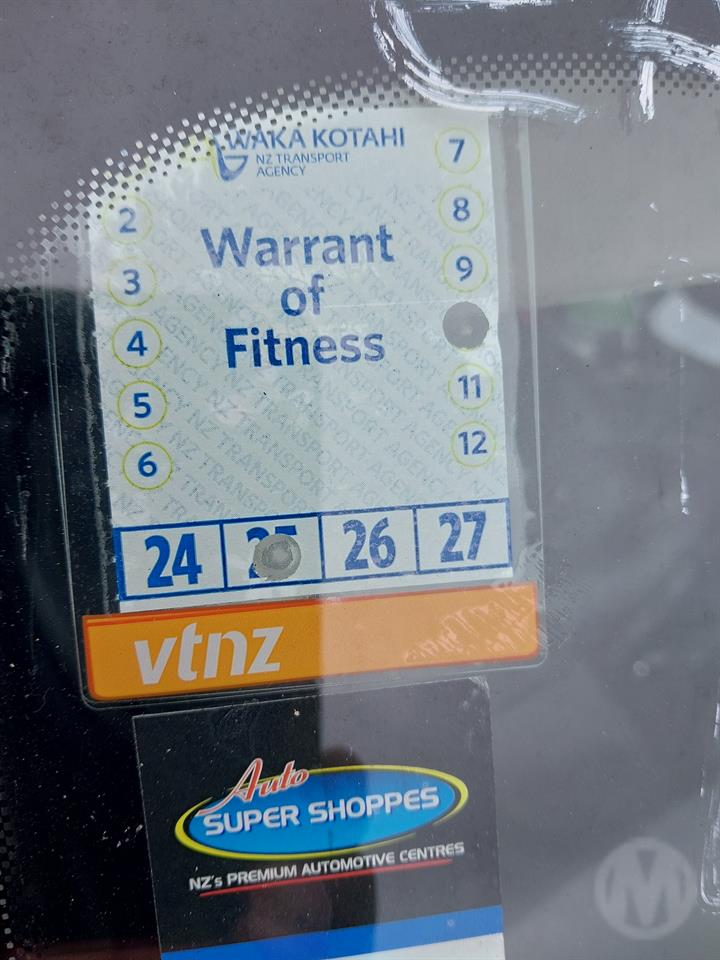 WAKA KOTAHI
NZ TRANSPORT
AGENCY
7
2
8
Warrant
of
Fitness
3
9
4
5
11
6
12
24 25 26 27
vtnz
Auto
SUPER SHOPPES
NZ's PREMIUM AUTOMOTIVE CENTRES
M